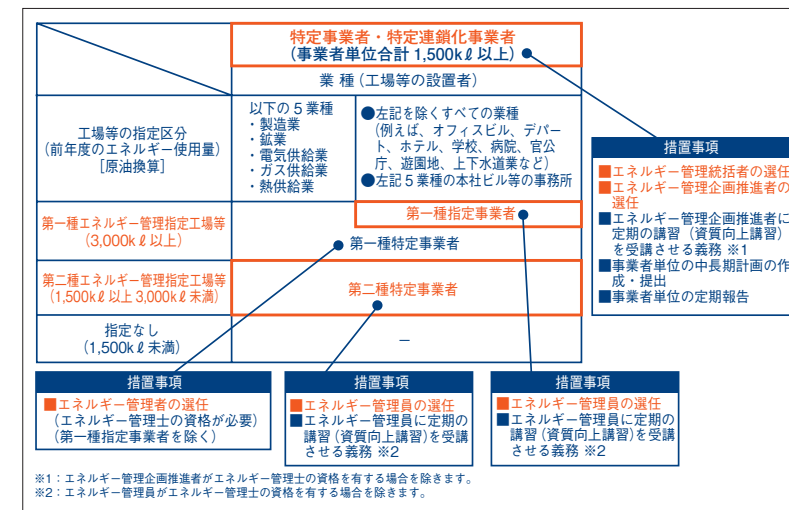 特定事業者・特定連鎖化事業者
(事業者単位合計 1,500kℓ 以上)
業 種 (工場等の設置者)
工場等の指定区分
(前年度のエネルギー使用量)
[原油換算]
以下の 5 業種
・製造業
・鉱業
・電気供給業
・ガス供給業
・熱供給業
●左記を除くすべての業種
(例えば、オフィスビル、デパー
ト、ホテル、学校、病院、官公
庁、遊園地、上下水道業など)
●左記 5 業種の本社ビル等の事務所
第一種エネルギー管理指定工場等
(3,000kℓ 以上)
第一種指定事業者
第一種特定事業者
第二種エネルギー管理指定工場等
(1,500kℓ 以上 3,000kℓ 未満)
第二種特定事業者
指定なし
(1,500kℓ 未満)
–
措置事項
■エネルギー管理統括者の選任
■エネルギー管理企画推進者の
選任
■エネルギー管理企画推進者に
定期の講習 (資質向上講習)
を受講させる義務 ※1
■事業者単位の中長期計画の作
成・提出
■事業者単位の定期報告
措置事項
■エネルギー管理者の選任
(エネルギー管理士の資格が必要)
(第一種指定事業者を除く)
措置事項
■エネルギー管理員の選任
■エネルギー管理員に定期の
講習 (資質向上講習)を受講
させる義務 ※2
措置事項
■エネルギー管理員の選任
■エネルギー管理員に定期の
講習 (資質向上講習)を受講
させる義務 ※2
※1：エネルギー管理企画推進者がエネルギー管理士の資格を有する場合を除きます。
※2：エネルギー管理員がエネルギー管理士の資格を有する場合を除きます。